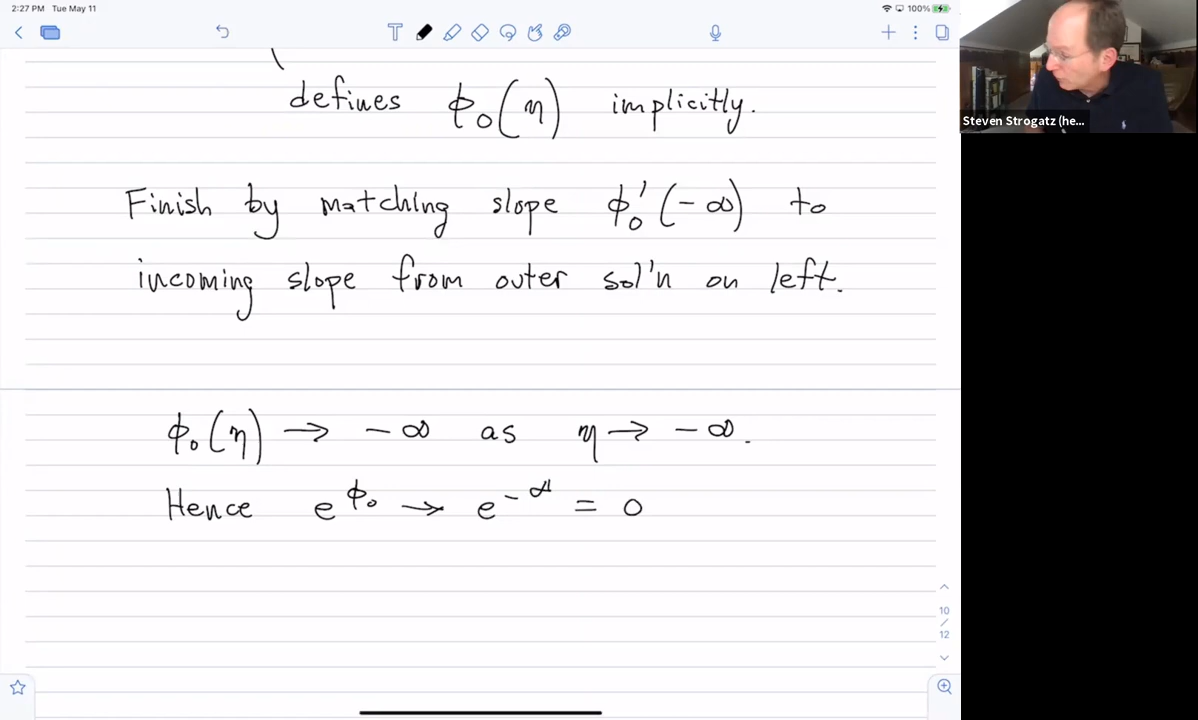 2:27 PM Tue May 11
100%
defines ϕ₀(η) implicitly.
Steven Strogatz (he...
Finish by matching slope ϕ₀'(-∞) to
incoming slope from outer sol'n on left.
ϕ₀(η) → -∞ as η → -∞.
Hence e^ϕ₀ → e^-∞ = 0
10
/
12